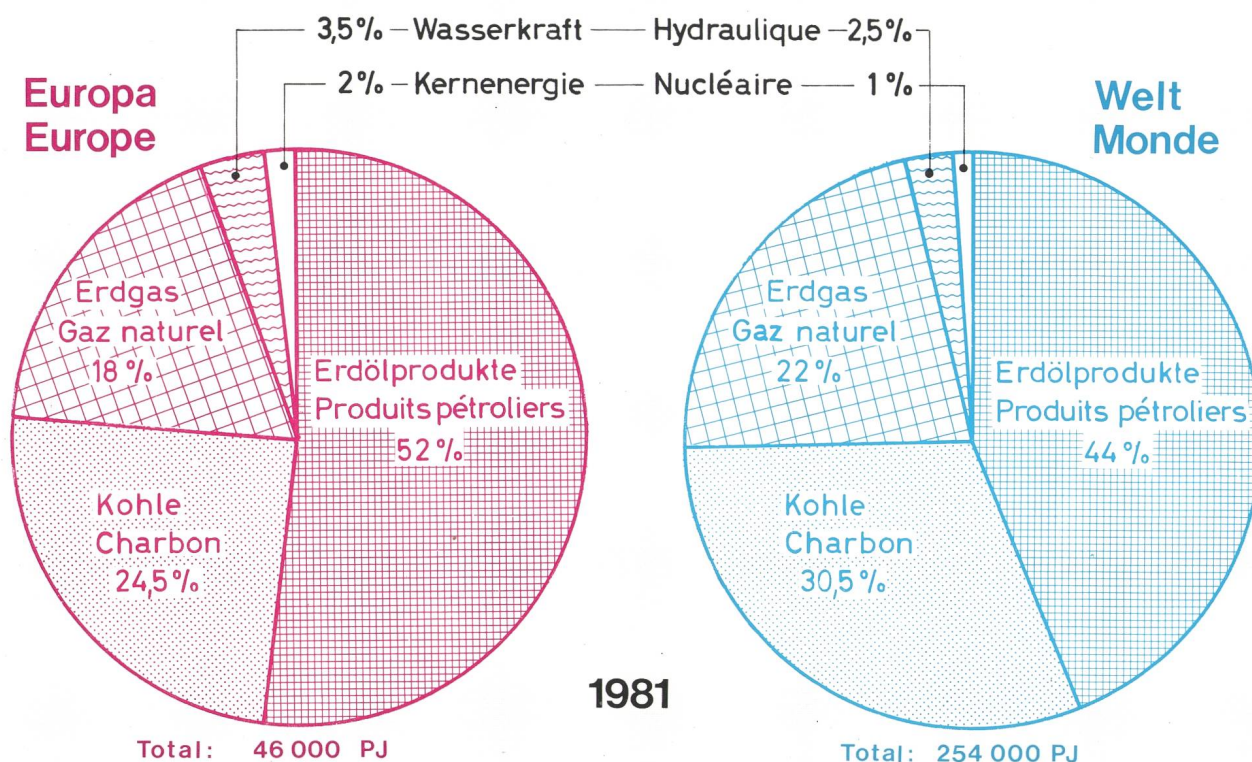 3,5% Wasserkraft Hydraulique 2,5%
2% Kernenergie Nucléaire 1%
Europa
Europe
Welt
Monde
Erdgas
Gaz naturel
18%
Erdölprodukte
Produits pétroliers
52%
Kohle
Charbon
24,5%
Erdgas
Gaz naturel
22%
Erdölprodukte
Produits pétroliers
44%
Kohle
Charbon
30,5%
1981
Total: 46 000 PJ
Total: 254 000 PJ